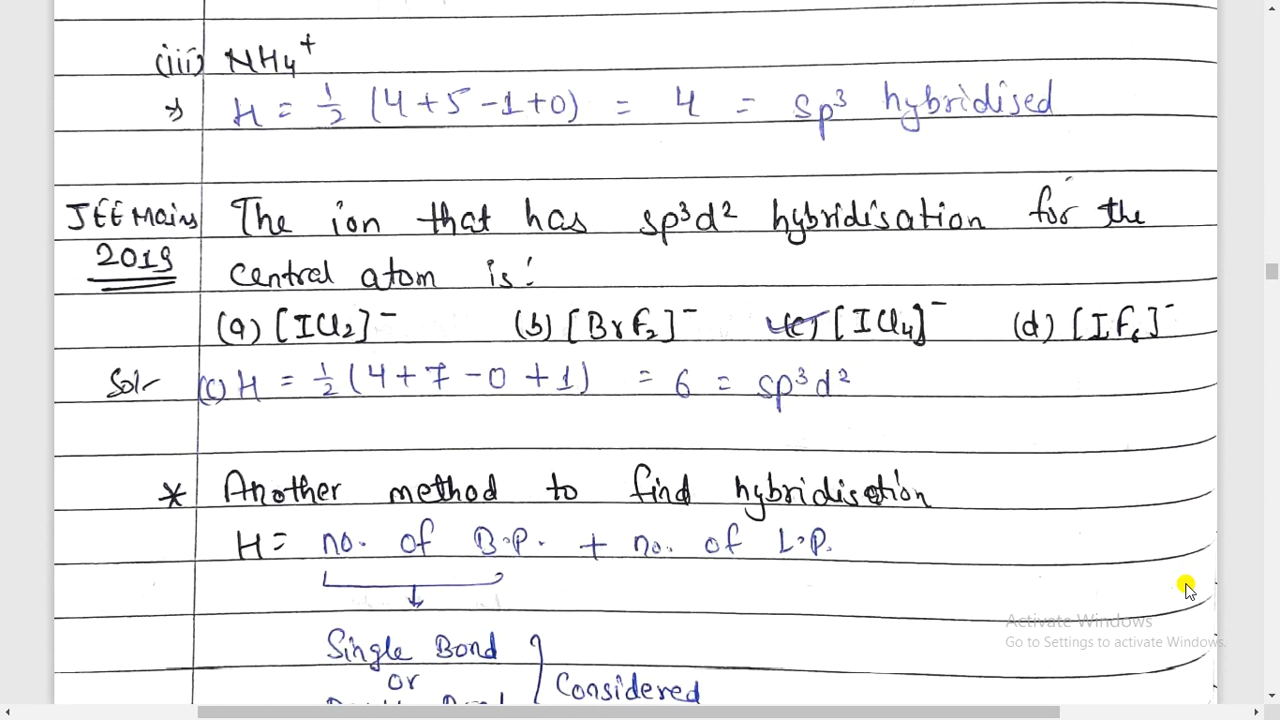 (iii) NH₄⁺
→ H = 1/2 (4+5-1+0) = 4 = sp³ hybridised
JEE Mains 2019
The ion that has sp³d² hybridisation for the
central atom is:
(a) [ICl₂]⁻ (b) [BrF₂]⁻ (c) [ICl₄]⁻ (d) [IF₆]⁻
Sol:- (c) H = 1/2 (4+7-0+1) = 6 = sp³d²
* Another method to find hybridisation
H = no. of B.P. + no. of L.P.
Single Bond
or
Considered
Activate Windows
Go to Settings to activate Windows.